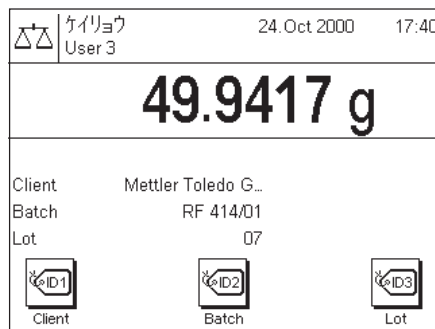 ケイリョウ 24.Oct 2000 17:40
User 3
49.9417 g
Client Mettler Toledo G...
Batch RF 414/01
Lot 07
ID1 ID2 ID3
Client Batch Lot